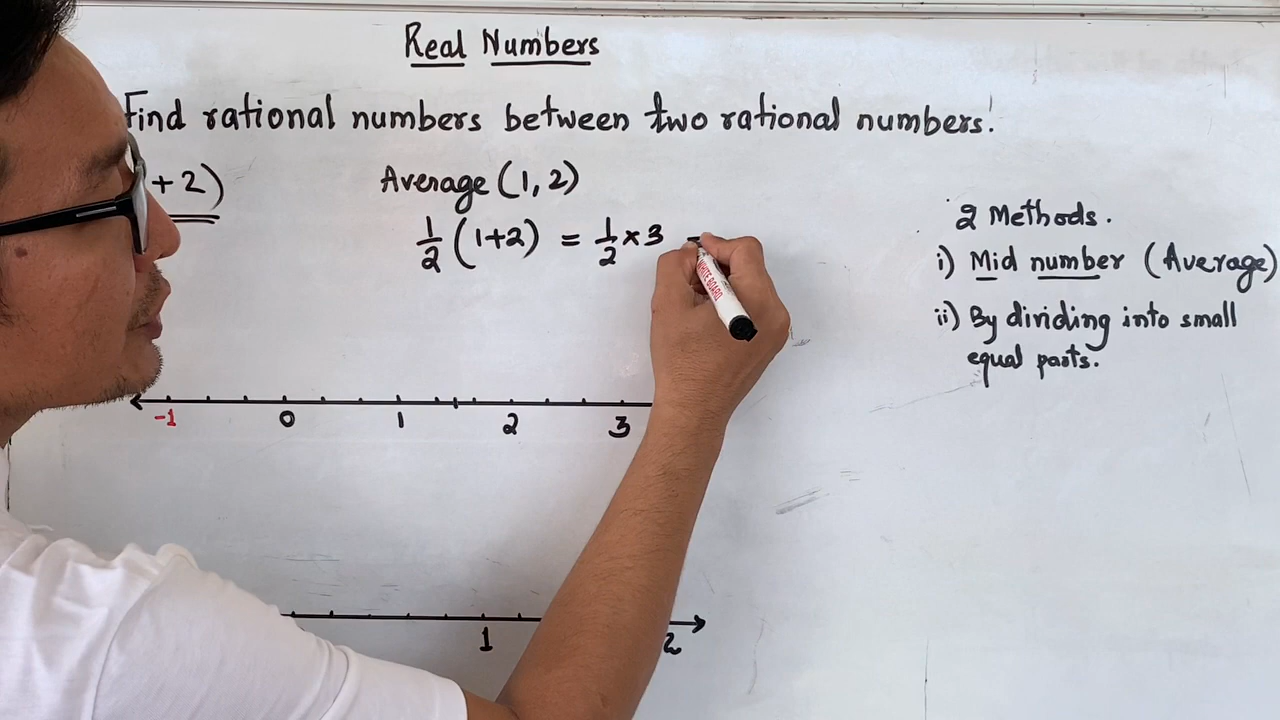 Real Numbers
Find rational numbers between two rational numbers.
+ 2)
Average (1, 2)
1/2 (1+2) = 1/2 × 3
2 Methods.
i) Mid number (Average)
ii) By dividing into small
equal parts.
-1 0 1 2 3
1 2
WHITE BOARD